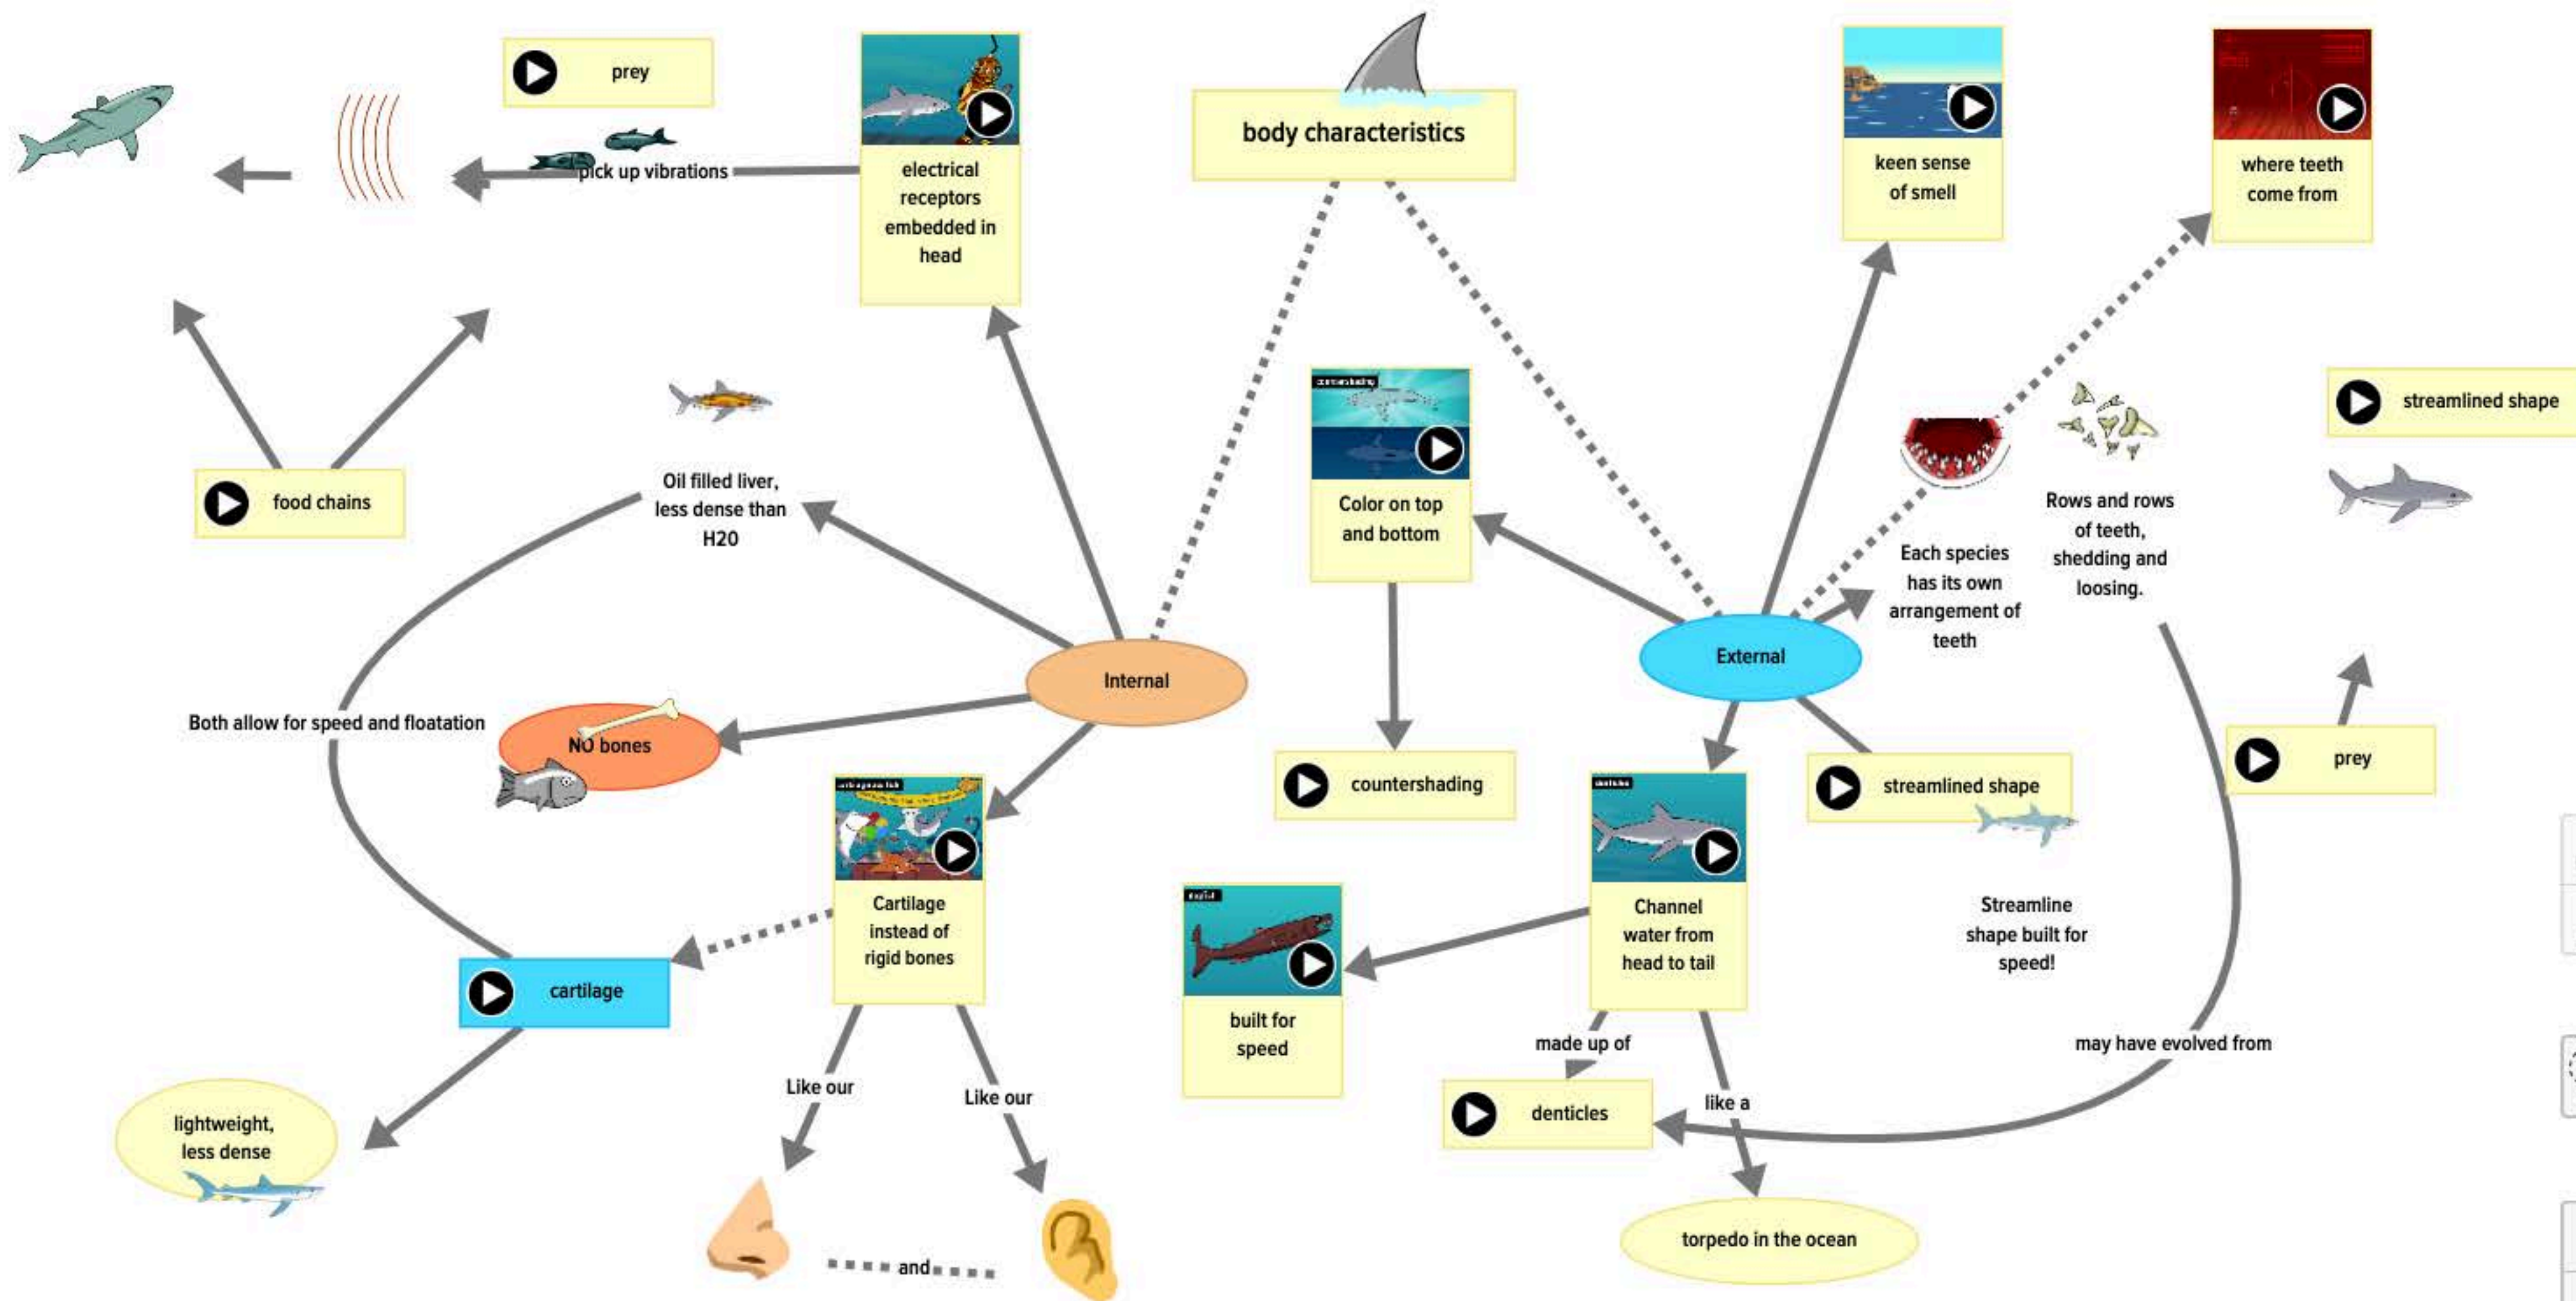 prey
pick up vibrations
electrical
receptors
embedded in
head
body characteristics
keen sense
of smell
where teeth
come from
food chains
Oil filled liver,
less dense than
H20
countershading
Color on top
and bottom
streamlined shape
Rows and rows
of teeth,
shedding and
loosing.
Each species
has its own
arrangement of
teeth
Internal
External
Both allow for speed and floatation
NO bones
countershading
streamlined shape
prey
Cartilage
instead of
rigid bones
denticles
Channel
water from
head to tail
Streamline
shape built for
speed!
cartilage
built for
speed
made up of
may have evolved from
lightweight,
less dense
Like our
Like our
denticles
like a
torpedo in the ocean
and